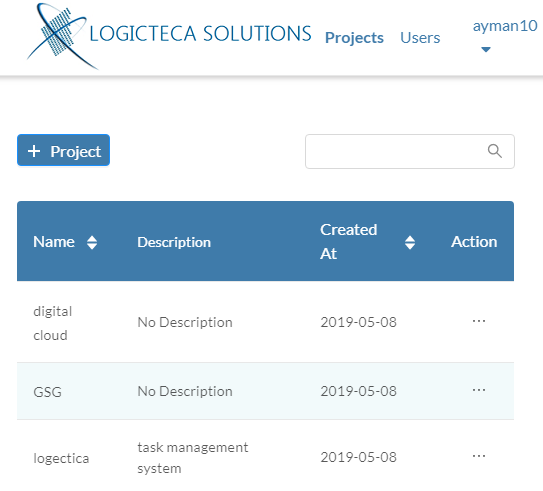 LOGICTECA SOLUTIONS Projects Users ayman10
+ Project
Name Description Created At Action
digital cloud No Description 2019-05-08 ...
GSG No Description 2019-05-08 ...
logectica task management system 2019-05-08 ...